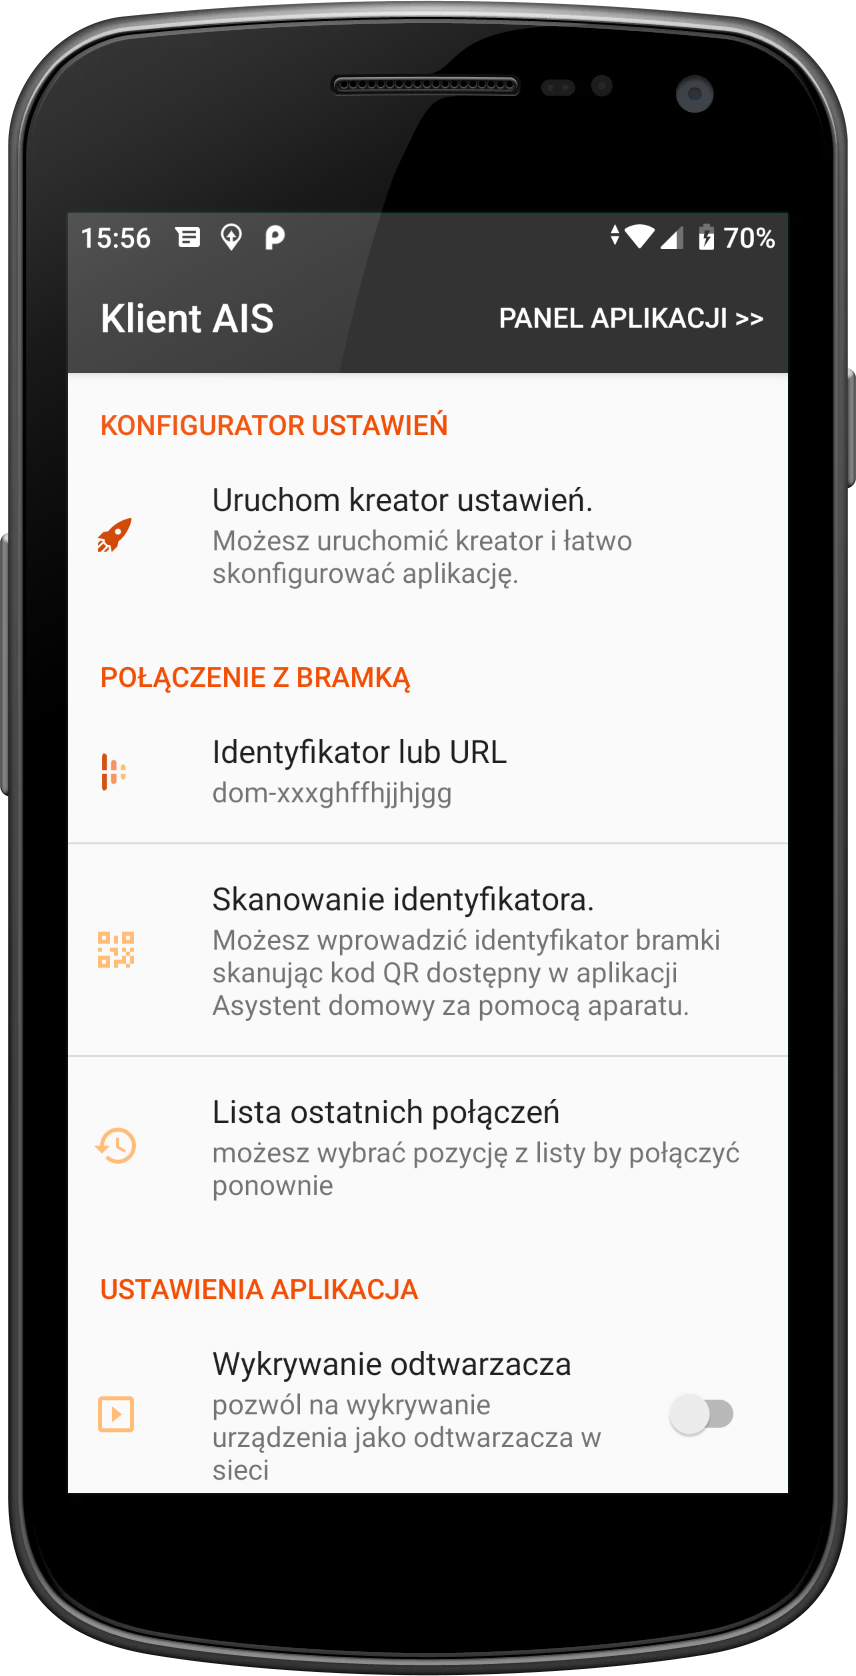 15:56 70%
Klient AIS PANEL APLIKACJI >>
KONFIGURATOR USTAWIEŃ
Uruchom kreator ustawień.
Możesz uruchomić kreator i łatwo
skonfigurować aplikację.
POŁĄCZENIE Z BRAMKĄ
Identyfikator lub URL
dom-xxxghffhjjhjgg
Skanowanie identyfikatora.
Możesz wprowadzić identyfikator bramki
skanując kod QR dostępny w aplikacji
Asystent domowy za pomocą aparatu.
Lista ostatnich połączeń
możesz wybrać pozycję z listy by połączyć
ponownie
USTAWIENIA APLIKACJA
Wykrywanie odtwarzacza
pozwól na wykrywanie
urządzenia jako odtwarzacza w
sieci